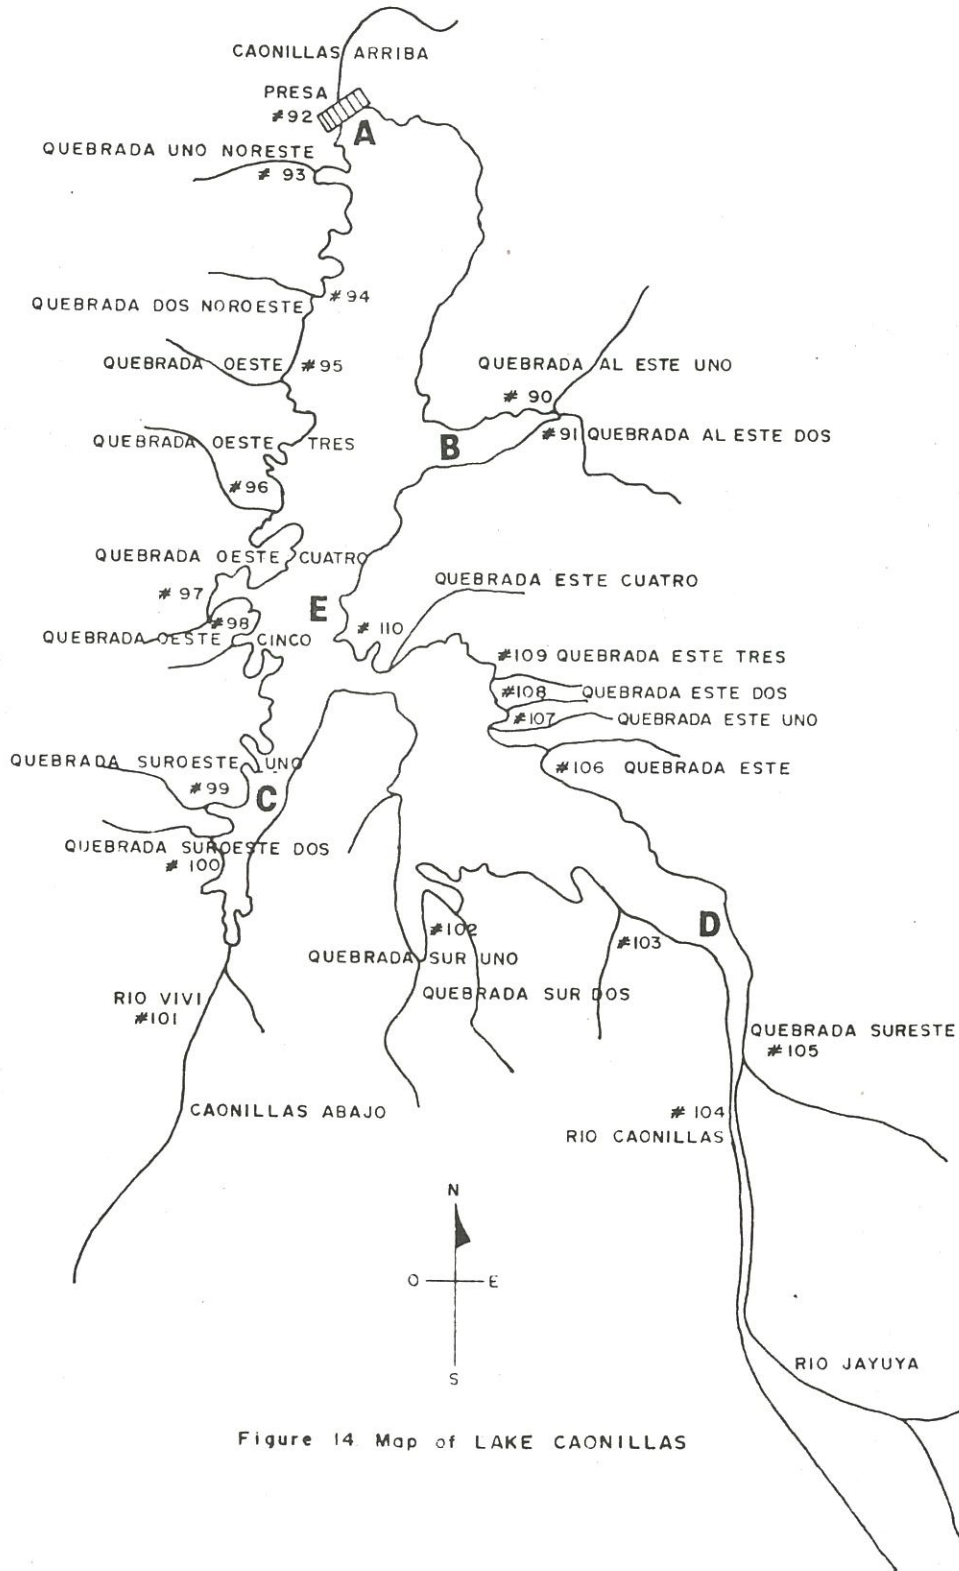 CAONILLAS ARRIBA
PRESA
#92
A
QUEBRADA UNO NORESTE
# 93
#94
QUEBRADA DOS NOROESTE
QUEBRADA OESTE #95
QUEBRADA AL ESTE UNO
# 90
#91 QUEBRADA AL ESTE DOS
QUEBRADA OESTE TRES
B
#96
QUEBRADA OESTE CUATRO
QUEBRADA ESTE CUATRO
# 97
E
#98
# 110
QUEBRADA OESTE CINCO
#109 QUEBRADA ESTE TRES
#108 QUEBRADA ESTE DOS
#107 QUEBRADA ESTE UNO
QUEBRADA SUROESTE UNO
#106 QUEBRADA ESTE
#99
C
QUEBRADA SUROESTE DOS
# 100
D
#102
#103
QUEBRADA SUR UNO
QUEBRADA SUR DOS
RIO VIVI
#101
QUEBRADA SURESTE
#105
CAONILLAS ABAJO
# 104
RIO CAONILLAS
N
O E
S
RIO JAYUYA
Figure 14 Map of LAKE CAONILLAS